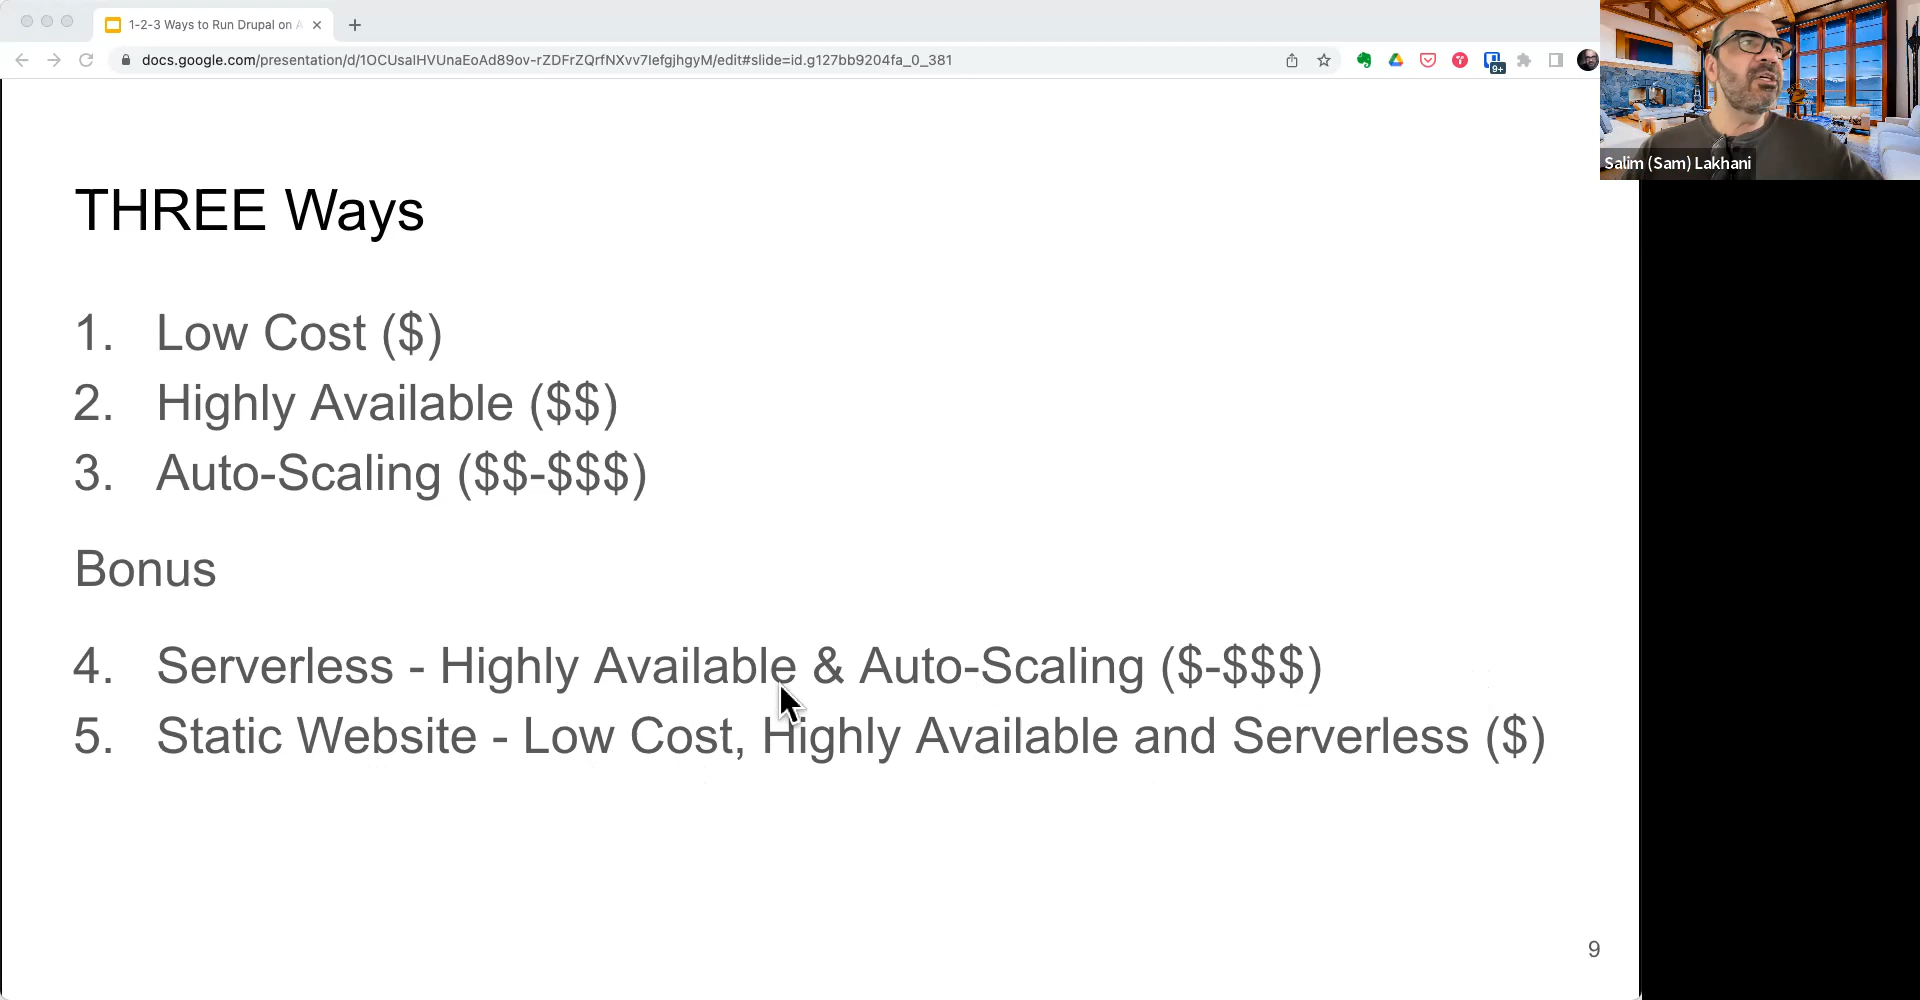 1-2-3 Ways to Run Drupal on A
docs.google.com/presentation/d/1OCUsalHVUnaEoAd89ov-rZDFrZQrfNXvv7lefgjhgyM/edit#slide=id.g127bb9204fa_0_381
9+
Salim (Sam) Lakhani
THREE Ways
1. Low Cost ($)
2. Highly Available ($$)
3. Auto-Scaling ($$-$$$)
Bonus
4. Serverless - Highly Available & Auto-Scaling ($-$$$)
5. Static Website - Low Cost, Highly Available and Serverless ($)
9